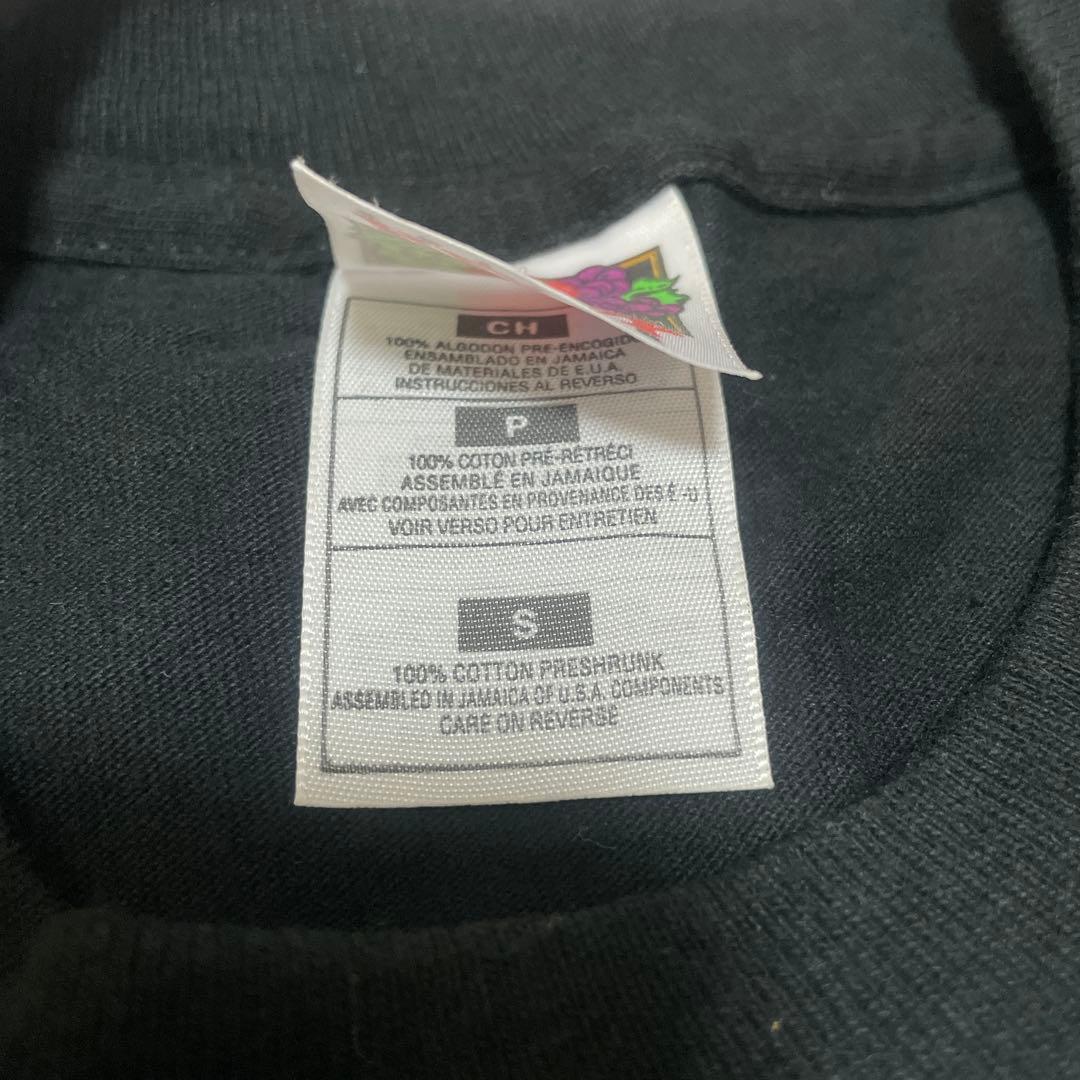 CH
100% ALGODON PRE-ENCOGID
ENSAMBLADO EN JAMAICA
DE MATERIALES DE E.U.A.
INSTRUCCIONES AL REVERSO
P
100% COTON PRÉ-RÉTRÉCI
ASSEMBLÉ EN JAMAIQUE
AVEC COMPOSANTES EN PROVENANCE DES É.-U
VOIR VERSO POUR ENTRETIEN
S
100% COTTON PRESHRUNK
ASSEMBLED IN JAMAICA OF U.S.A. COMPONENTS
CARE ON REVERSE